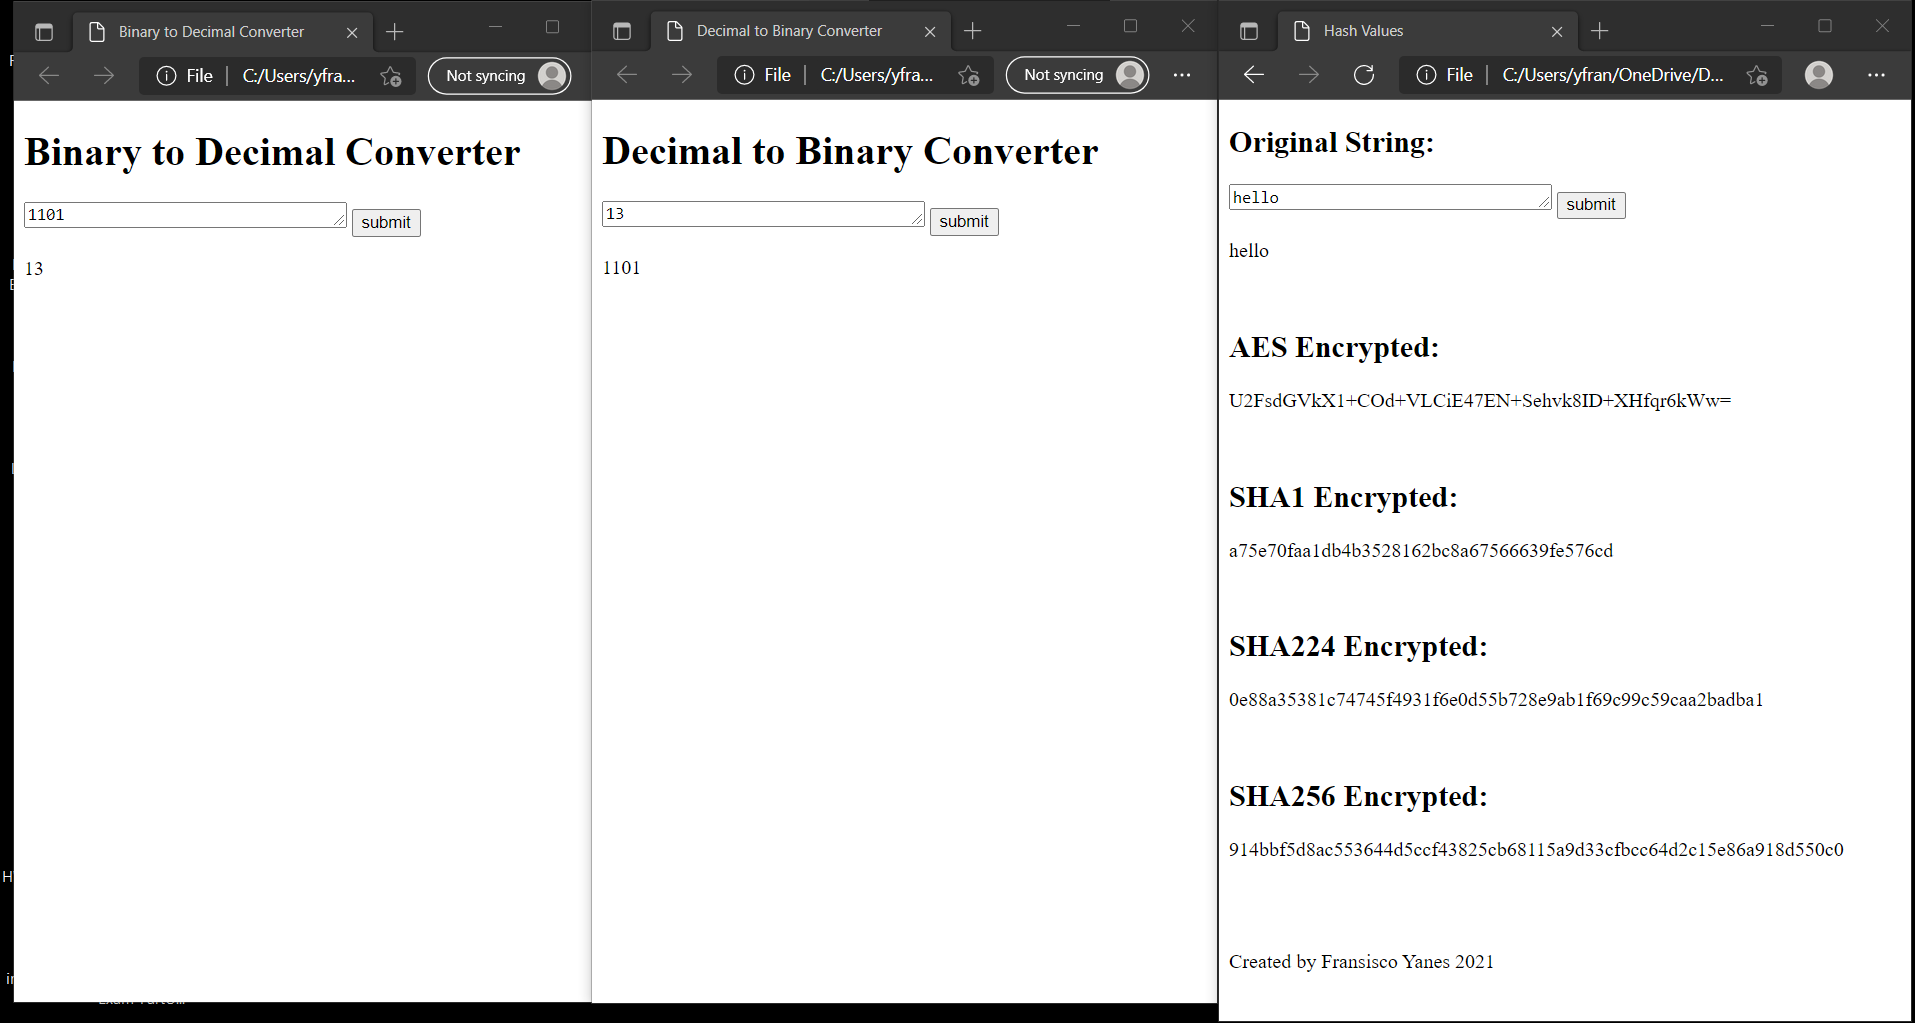 Binary to Decimal Converter
File
C:/Users/yfra...
Not syncing
Binary to Decimal Converter
1101
submit
13
Decimal to Binary Converter
File
C:/Users/yfra...
Not syncing
Decimal to Binary Converter
13
submit
1101
Hash Values
File
C:/Users/yfran/OneDrive/D...
Original String:
hello
submit
hello
AES Encrypted:
U2FsdGVkX1+COd+VLCiE47EN+Sehvk8ID+XHfqr6kWw=
SHA1 Encrypted:
a75e70faa1db4b3528162bc8a67566639fe576cd
SHA224 Encrypted:
0e88a35381c74745f4931f6e0d55b728e9ab1f69c99c59caa2badba1
SHA256 Encrypted:
914bbf5d8ac553644d5ccf43825cb68115a9d33cfbcc64d2c15e86a918d550c0
Created by Fransisco Yanes 2021